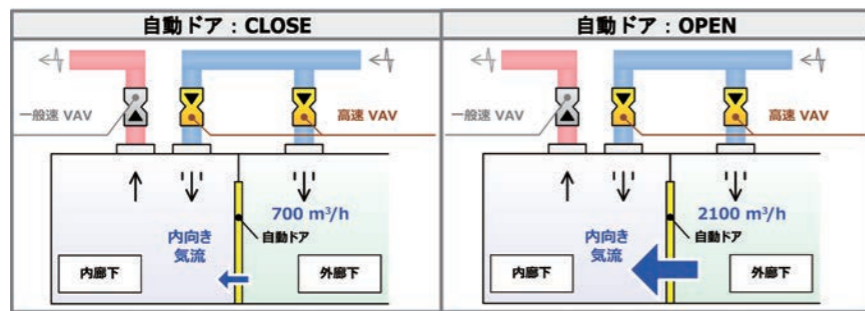 自動ドア：CLOSE
一般速 VAV
高速 VAV
700 m³/h
自動ドア
内向き
気流
内廊下
外廊下
自動ドア：OPEN
一般速 VAV
高速 VAV
2100 m³/h
自動ドア
内向き
気流
内廊下
外廊下